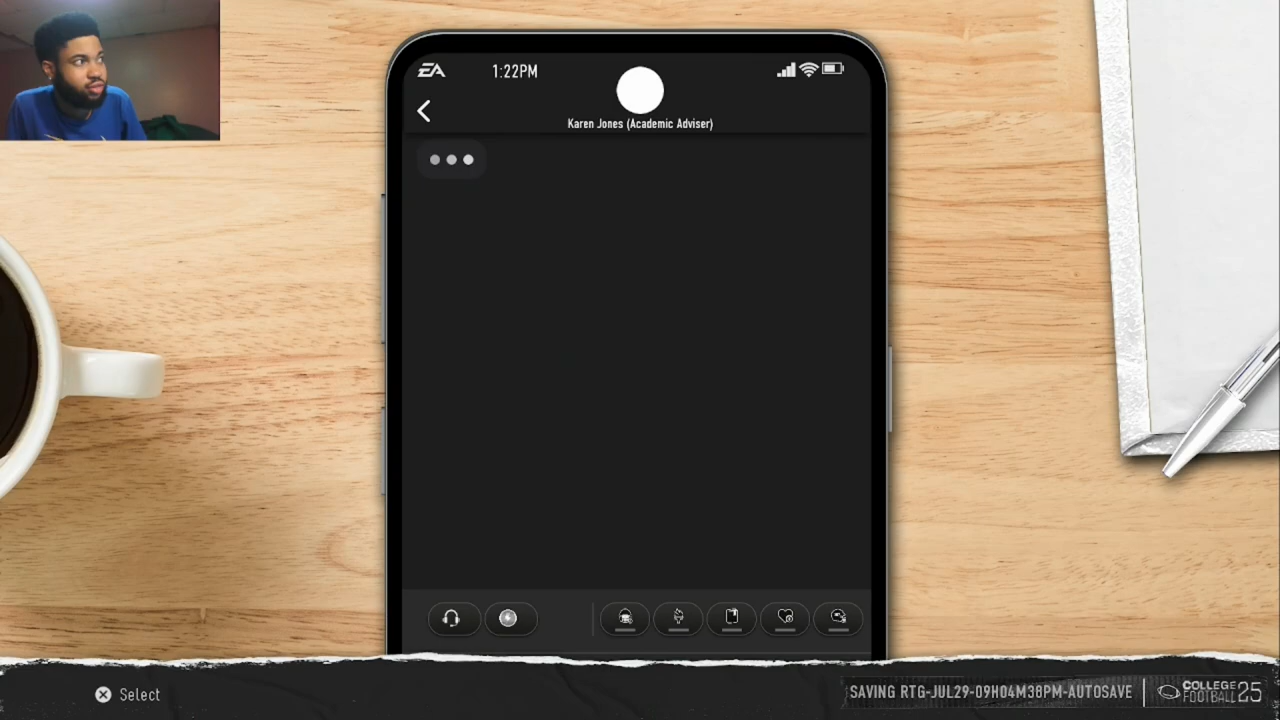 EA
1:22PM
Karen Jones (Academic Adviser)
Select
SAVING RTG-JUL29-09H04M38PM-AUTOSAVE
COLLEGE
FOOTBALL 25